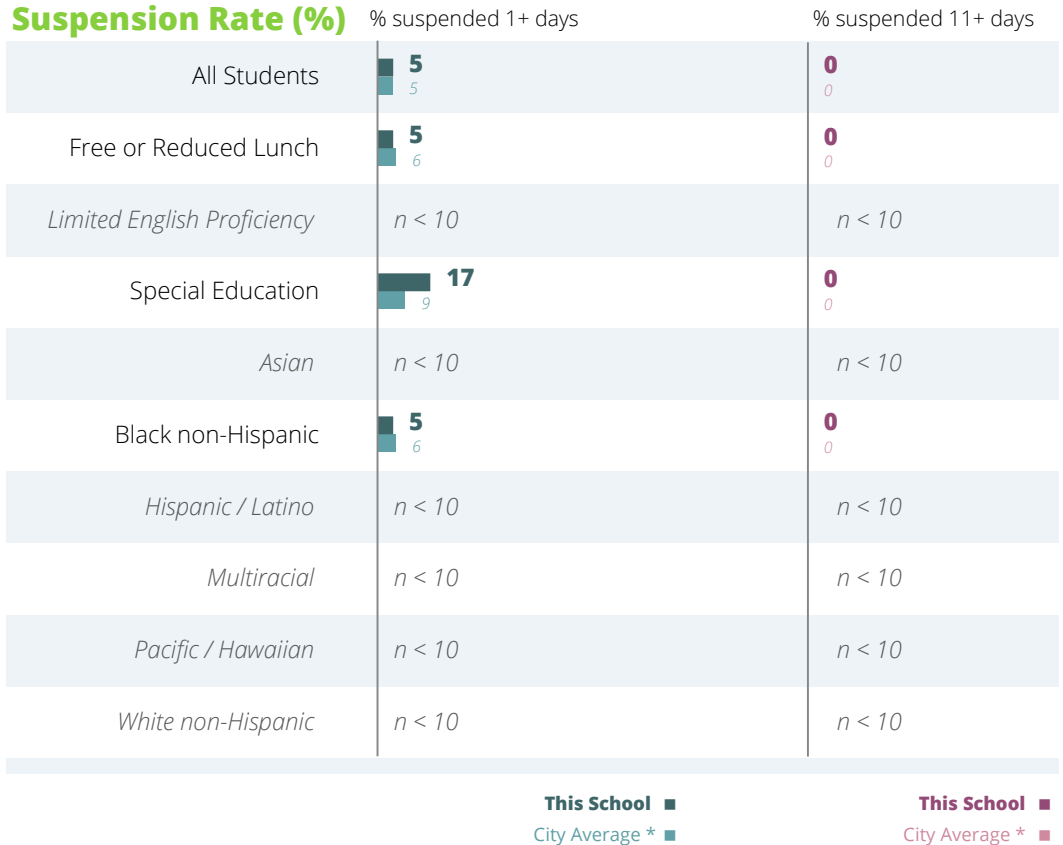 Suspension Rate (%) % suspended 1+ days % suspended 11+ days
All Students 5 0
5 0
Free or Reduced Lunch 5 0
6 0
Limited English Proficiency n < 10 n < 10
Special Education 17 0
9 0
Asian n < 10 n < 10
Black non-Hispanic 5 0
6 0
Hispanic / Latino n < 10 n < 10
Multiracial n < 10 n < 10
Pacific / Hawaiian n < 10 n < 10
White non-Hispanic n < 10 n < 10
This School This School
City Average * City Average *